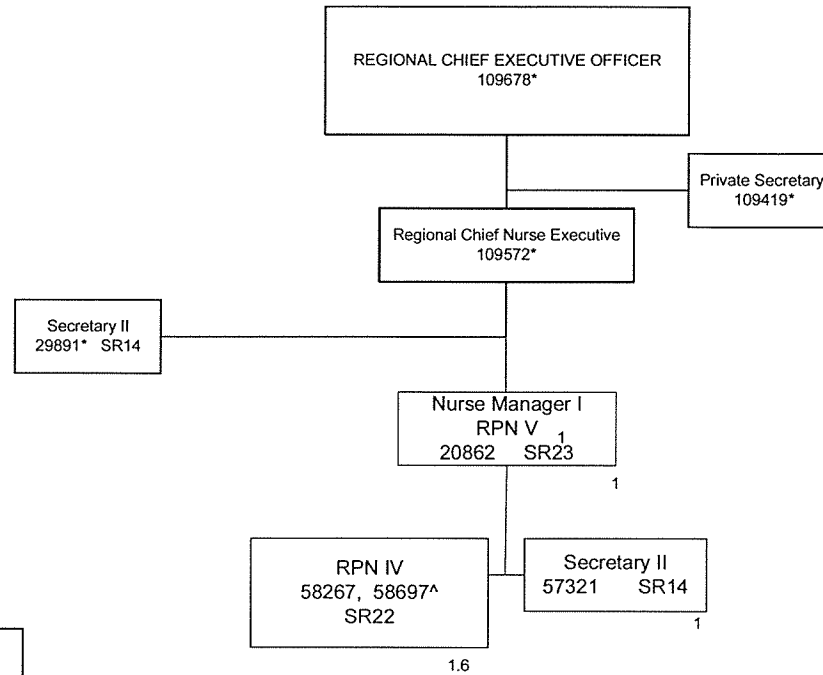 REGIONAL CHIEF EXECUTIVE OFFICER
109678*
Private Secretary
109419*
Regional Chief Nurse Executive
109572*
Secretary II
29891* SR14
Nurse Manager I
RPN V 1
20862 SR23
1
RPN IV
58267, 58697^
SR22
1.6
Secretary II
57321 SR14
1